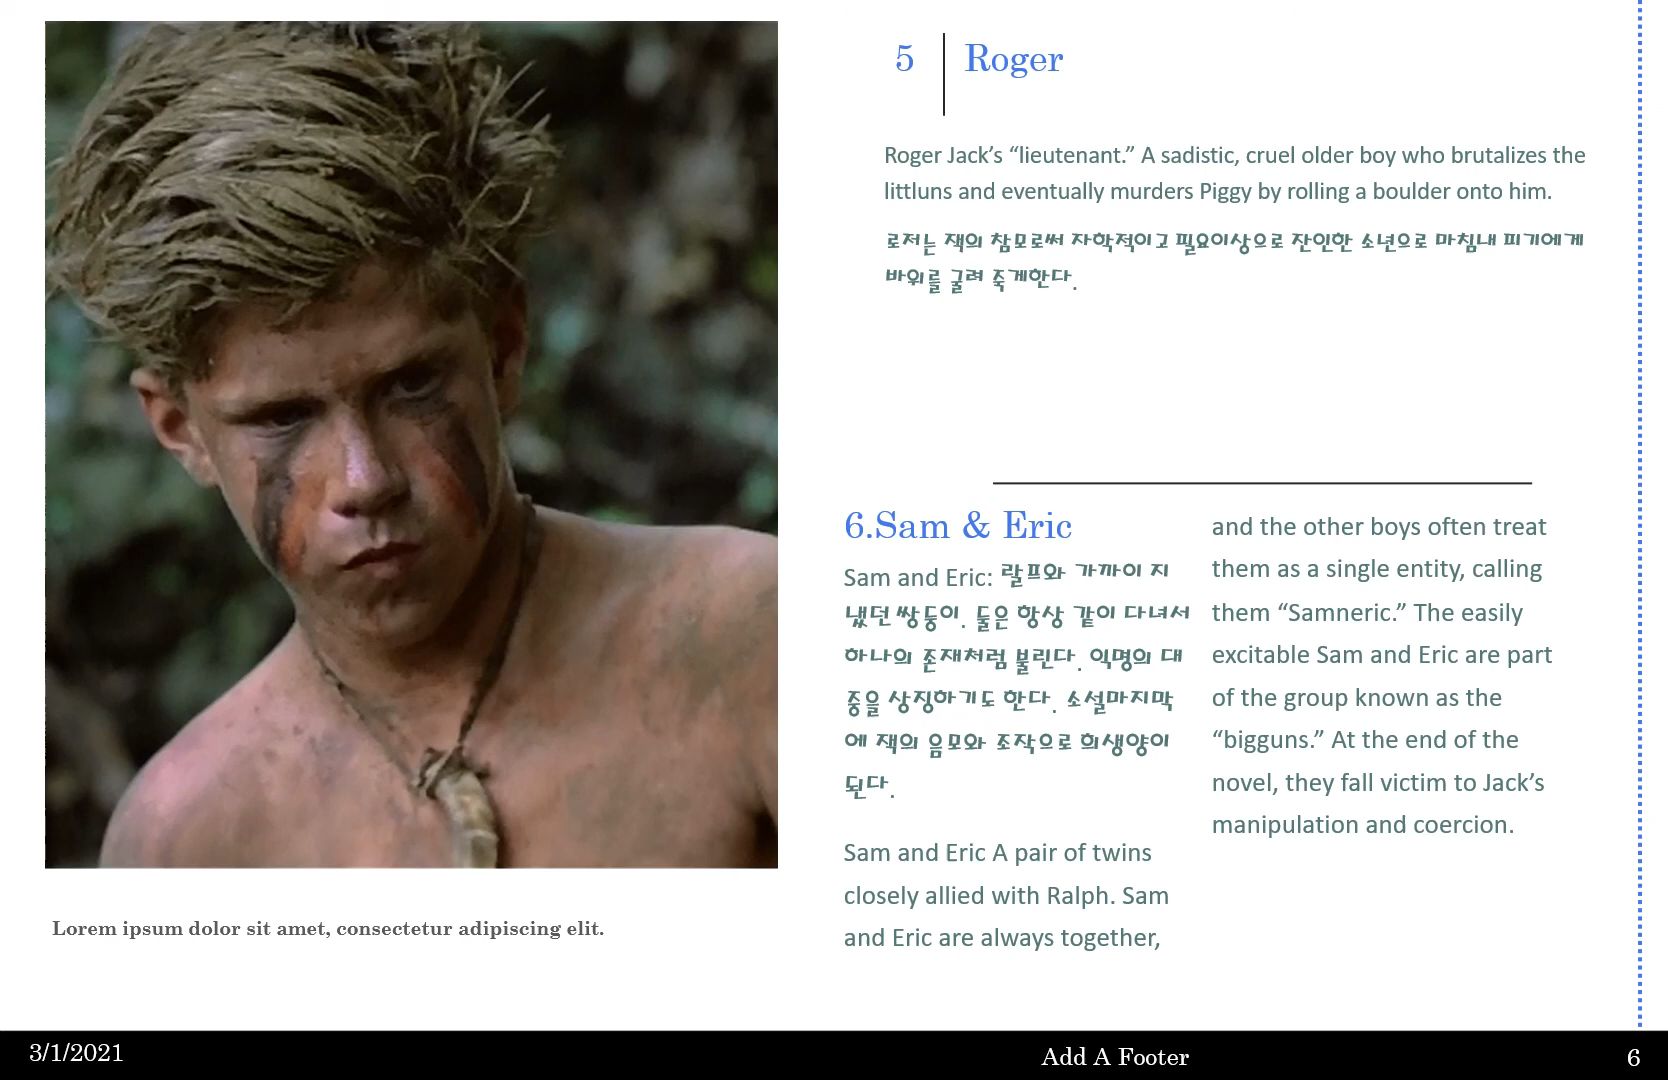 5
Roger
Roger Jack’s “lieutenant.” A sadistic, cruel older boy who brutalizes the
littluns and eventually murders Piggy by rolling a boulder onto him.
로저는 잭의 참모로써 자학적이고 필요이상으로 잔인한 소년으로 마침내 피기에게
바위를 굴려 죽게한다.
6.Sam & Eric
Sam and Eric: 랄프와 가까이 지
냈던 쌍둥이. 둘은 항상 같이 다녀서
하나의 존재처럼 불린다. 익명의 대
중을 상징하기도 한다. 소설마지막
에 잭의 음모와 조작으로 희생양이
된다.
Sam and Eric A pair of twins
closely allied with Ralph. Sam
and Eric are always together,
and the other boys often treat
them as a single entity, calling
them “Samneric.” The easily
excitable Sam and Eric are part
of the group known as the
“bigguns.” At the end of the
novel, they fall victim to Jack’s
manipulation and coercion.
Lorem ipsum dolor sit amet, consectetur adipiscing elit.
3/1/2021
Add A Footer
6